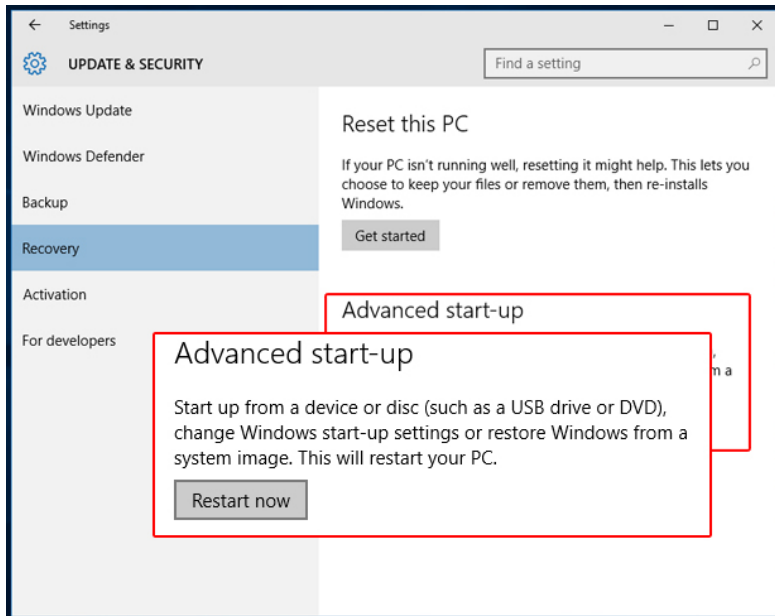 Settings
UPDATE & SECURITY
Find a setting
Windows Update
Windows Defender
Backup
Recovery
Activation
For developers
Reset this PC
If your PC isn't running well, resetting it might help. This lets you
choose to keep your files or remove them, then re-installs
Windows.
Get started
Advanced start-up
m a
Advanced start-up
Start up from a device or disc (such as a USB drive or DVD),
change Windows start-up settings or restore Windows from a
system image. This will restart your PC.
Restart now